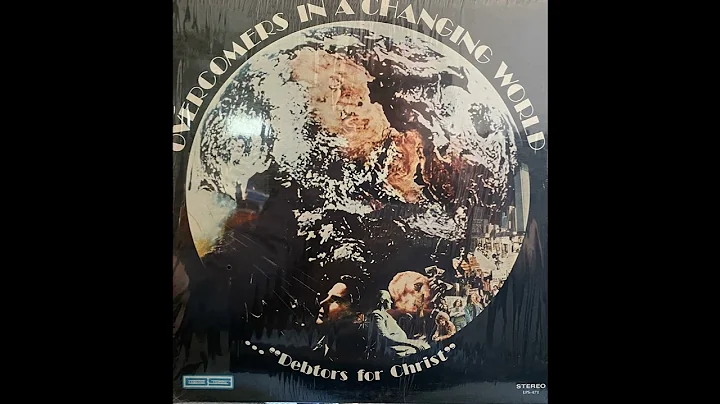 OVERCOMERS IN A CHANGING WORLD
..."Debtors for Christ"
STEREO